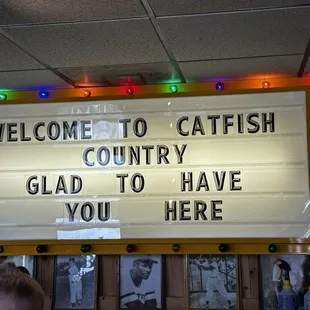 WELCOME TO CATFISH
COUNTRY
GLAD TO HAVE
YOU HERE